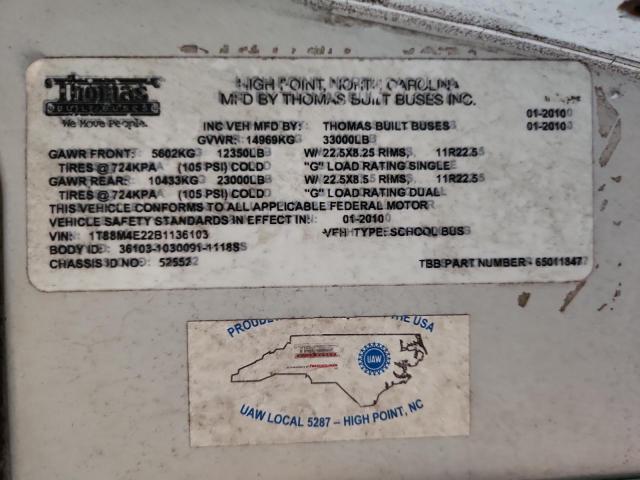 Thomas
BUILT BUSES
We Move People.
HIGH POINT, NORTH CAROLINA
MFD BY THOMAS BUILT BUSES INC.
01-2010
INC VEH MFD BY: THOMAS BUILT BUSES 01-2010
GVWR: 14969KG 33000LB
GAWR FRONT: 5602KG 12350LB W/ 22.5X8.25 RIMS, 11R22.5
TIRES @ 724KPA (105 PSI) COLD "G" LOAD RATING SINGLE
GAWR REAR: 10433KG 23000LB W/ 22.5X8.5 RIMS, 11R22.5
TIRES @ 724KPA (105 PSI) COLD "G" LOAD RATING DUAL
THIS VEHICLE CONFORMS TO ALL APPLICABLE FEDERAL MOTOR
VEHICLE SAFETY STANDARDS IN EFFECT IN: 01-2010
VIN: 1T88M4E22B1136103 VEH TYPE: SCHOOL BUS
BODY ID: 36103-1030091-1118S
CHASSIS ID NO: 52552 TBB PART NUMBER - 65011847
THE USA
UAW
UAW LOCAL 5287 – HIGH POINT, NC